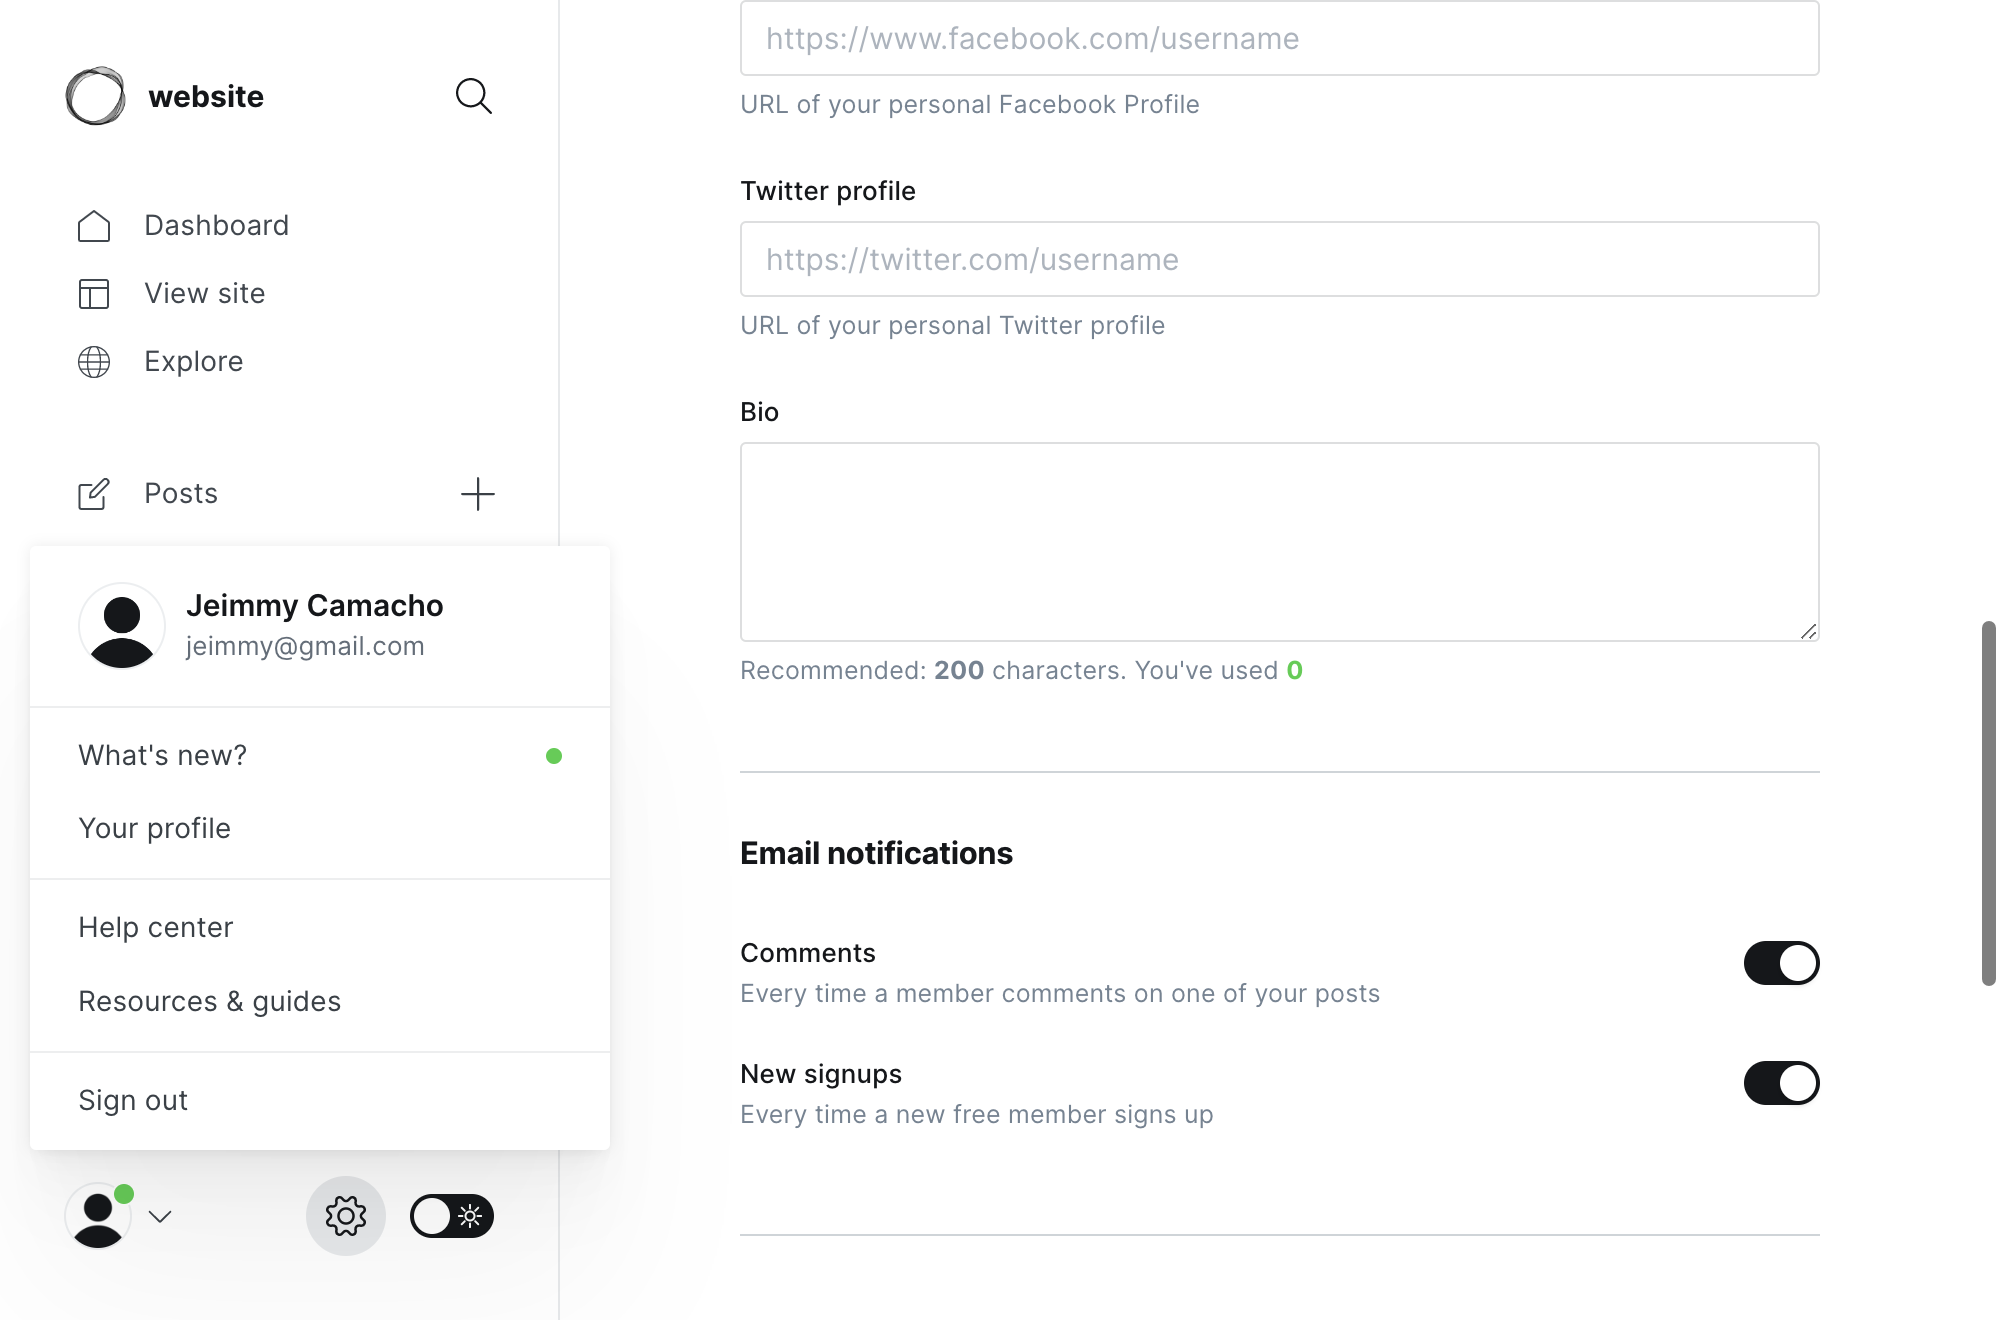 website
Dashboard
View site
Explore
Posts
Jeimmy Camacho
jeimmy@gmail.com
What's new?
Your profile
Help center
Resources & guides
Sign out
https://www.facebook.com/username
URL of your personal Facebook Profile
Twitter profile
https://twitter.com/username
URL of your personal Twitter profile
Bio
Recommended: 200 characters. You've used 0
Email notifications
Comments
Every time a member comments on one of your posts
New signups
Every time a new free member signs up